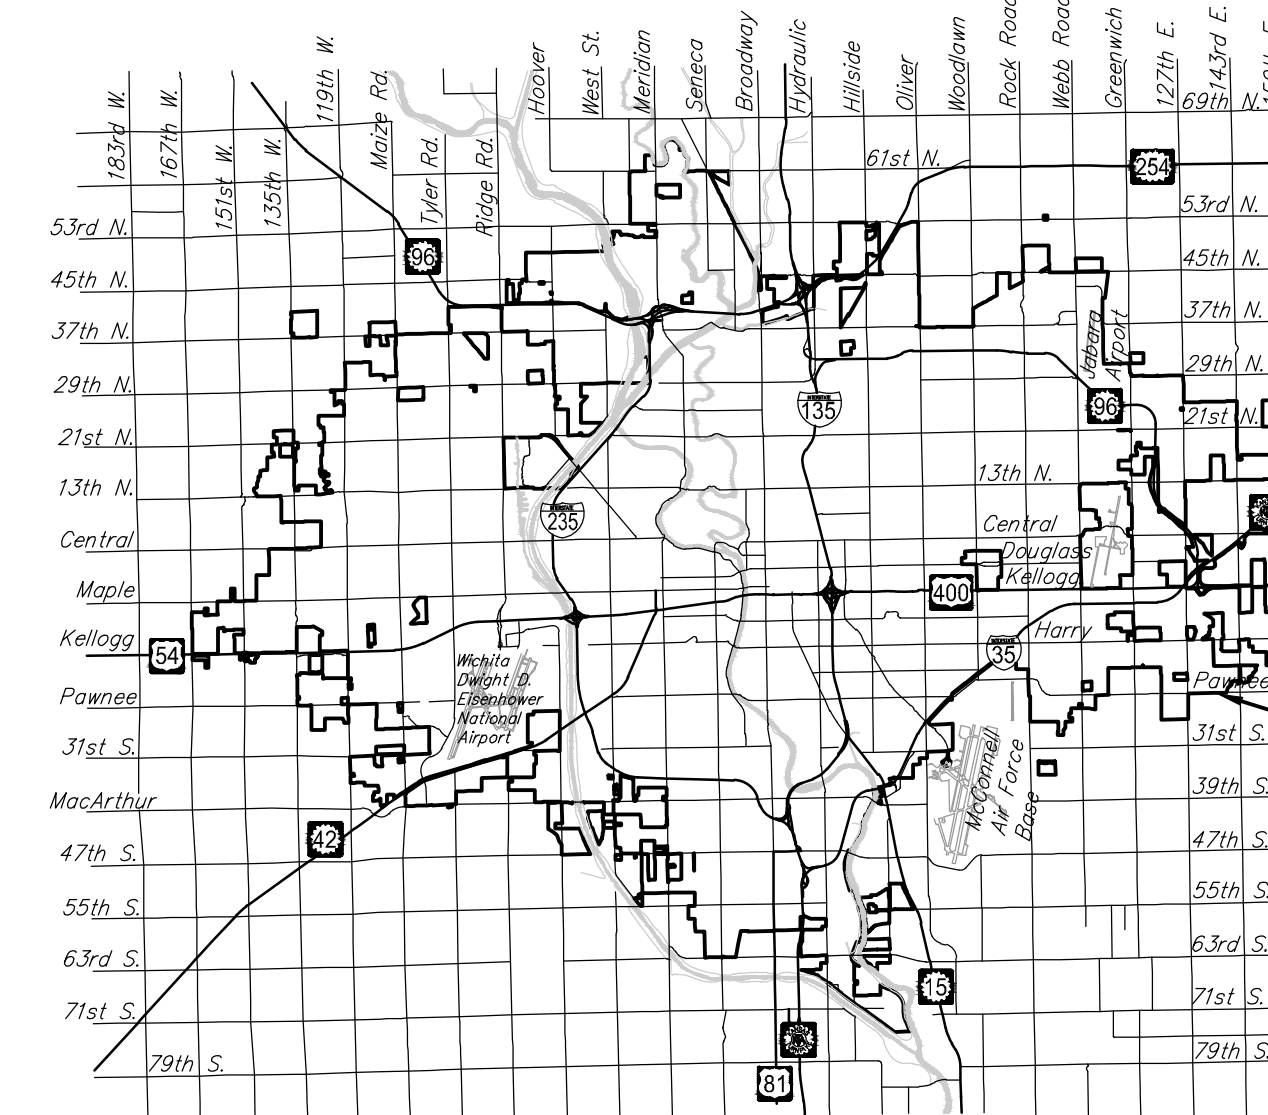 183rd W.
167th W.
151st W.
135th W.
119th W.
Maize Rd.
Tyler Rd.
Ridge Rd.
Hoover
West St.
Meridian
Seneca
Broadway
Hydraulic
Hillside
Oliver
Woodlawn
Rock Road
Webb Road
Greenwich
127th E.
143rd E.
69th N.
61st N.
254
53rd N.
53rd N.
96
45th N.
45th N.
37th N.
37th N.
Jabara
Airport
29th N.
29th N.
135
96
21st N.
21st N.
13th N.
13th N.
235
Central
Central
Douglass
Maple
Kellogg
400
Kellogg
54
Harry
35
Wichita
Dwight D.
Eisenhower
National
Airport
Pawnee
Pawnee
31st S.
31st S.
McConnell
Air Force
Base
MacArthur
39th S.
42
47th S.
47th S.
55th S.
55th S.
63rd S.
63rd S.
15
71st S.
71st S.
79th S.
79th S.
81